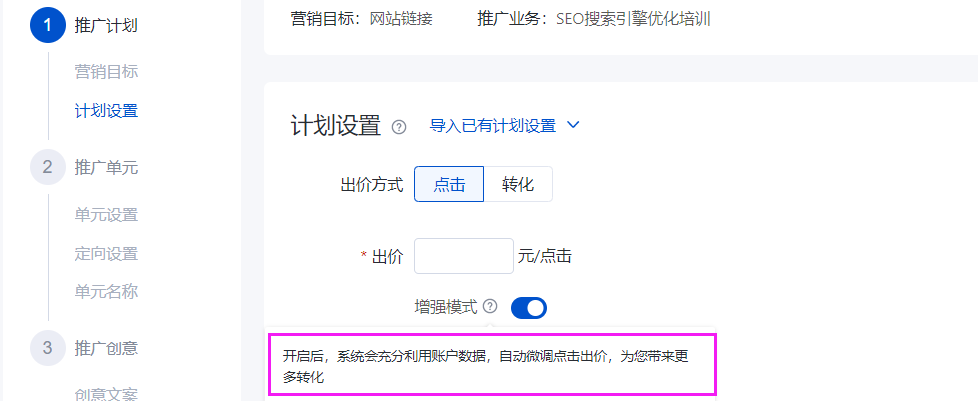 营销目标：网站链接 推广业务：SEO搜索引擎优化培训
1 推广计划
营销目标
计划设置
2 推广单元
单元设置
定向设置
单元名称
3 推广创意
创意文案
计划设置 ? 导入已有计划设置
出价方式 点击 转化
* 出价 元/点击
增强模式 ?
开启后，系统会充分利用账户数据，自动微调点击出价，为您带来更
多转化